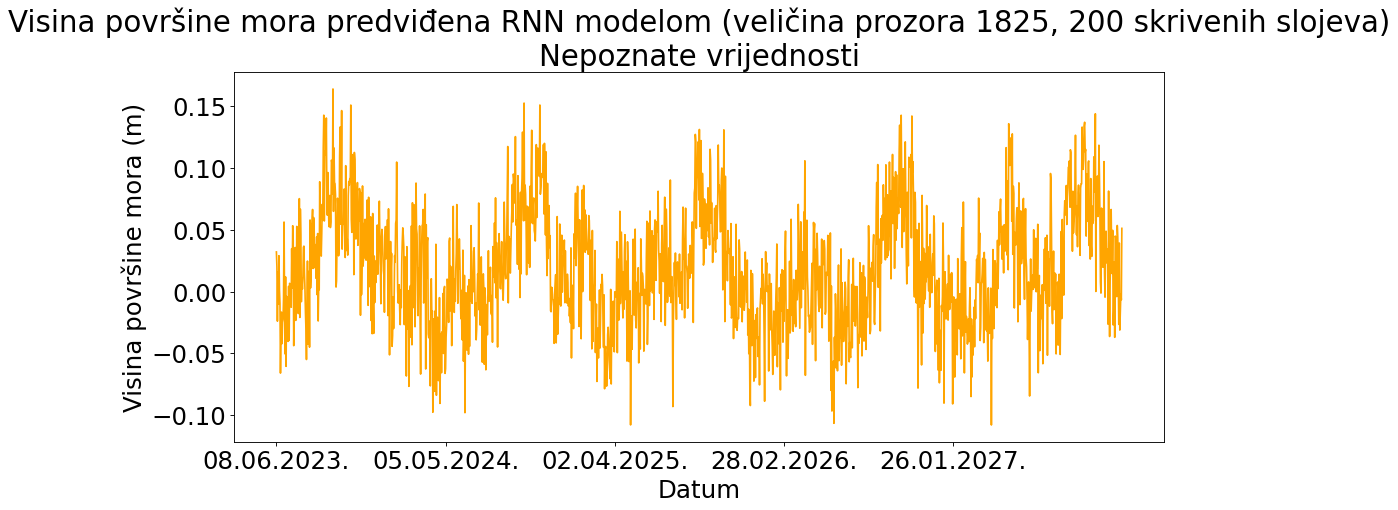 Visina površine mora predviđena RNN modelom (veličina prozora 1825, 200 skrivenih slojeva)
Nepoznate vrijednosti
Visina površine mora (m)
0.15
0.10
0.05
0.00
−0.05
−0.10
08.06.2023. 05.05.2024. 02.04.2025. 28.02.2026. 26.01.2027.
Datum